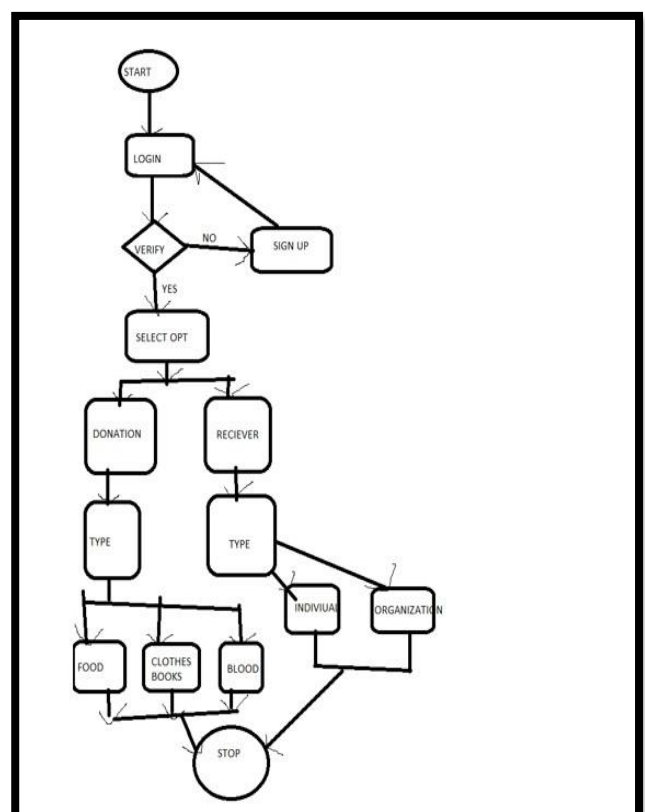 START
LOGIN
VERIFY
NO
SIGN UP
YES
SELECT OPT
DONATION
RECIEVER
TYPE
TYPE
INDIVIUAL
ORGANIZATION
FOOD
CLOTHES
BOOKS
BLOOD
STOP